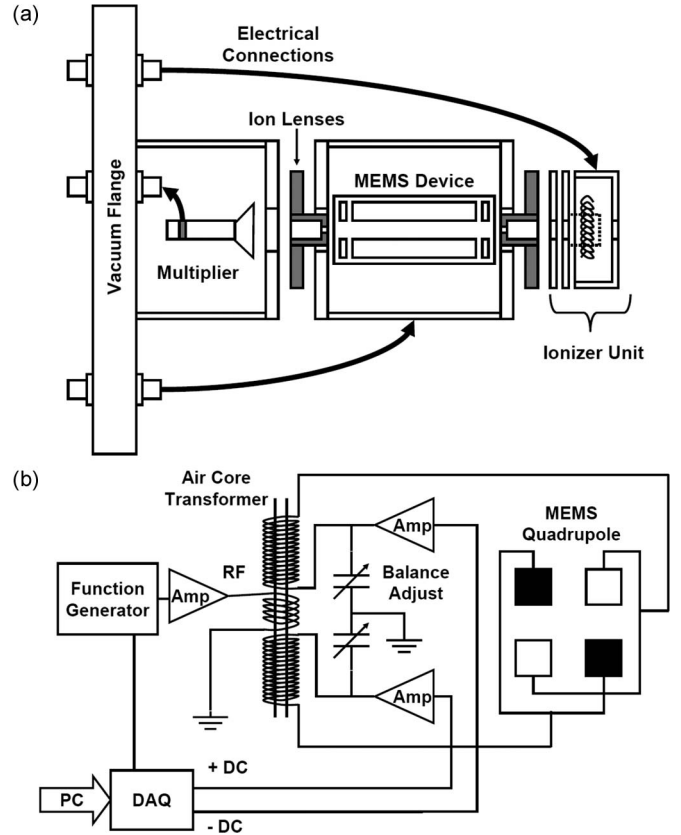 (a)
Electrical
Connections
Ion Lenses
MEMS Device
Vacuum Flange
Multiplier
Ionizer Unit
(b)
Air Core
Transformer
MEMS
Quadrupole
Amp
RF
Function
Generator
Amp
Balance
Adjust
Amp
+ DC
PC
DAQ
- DC